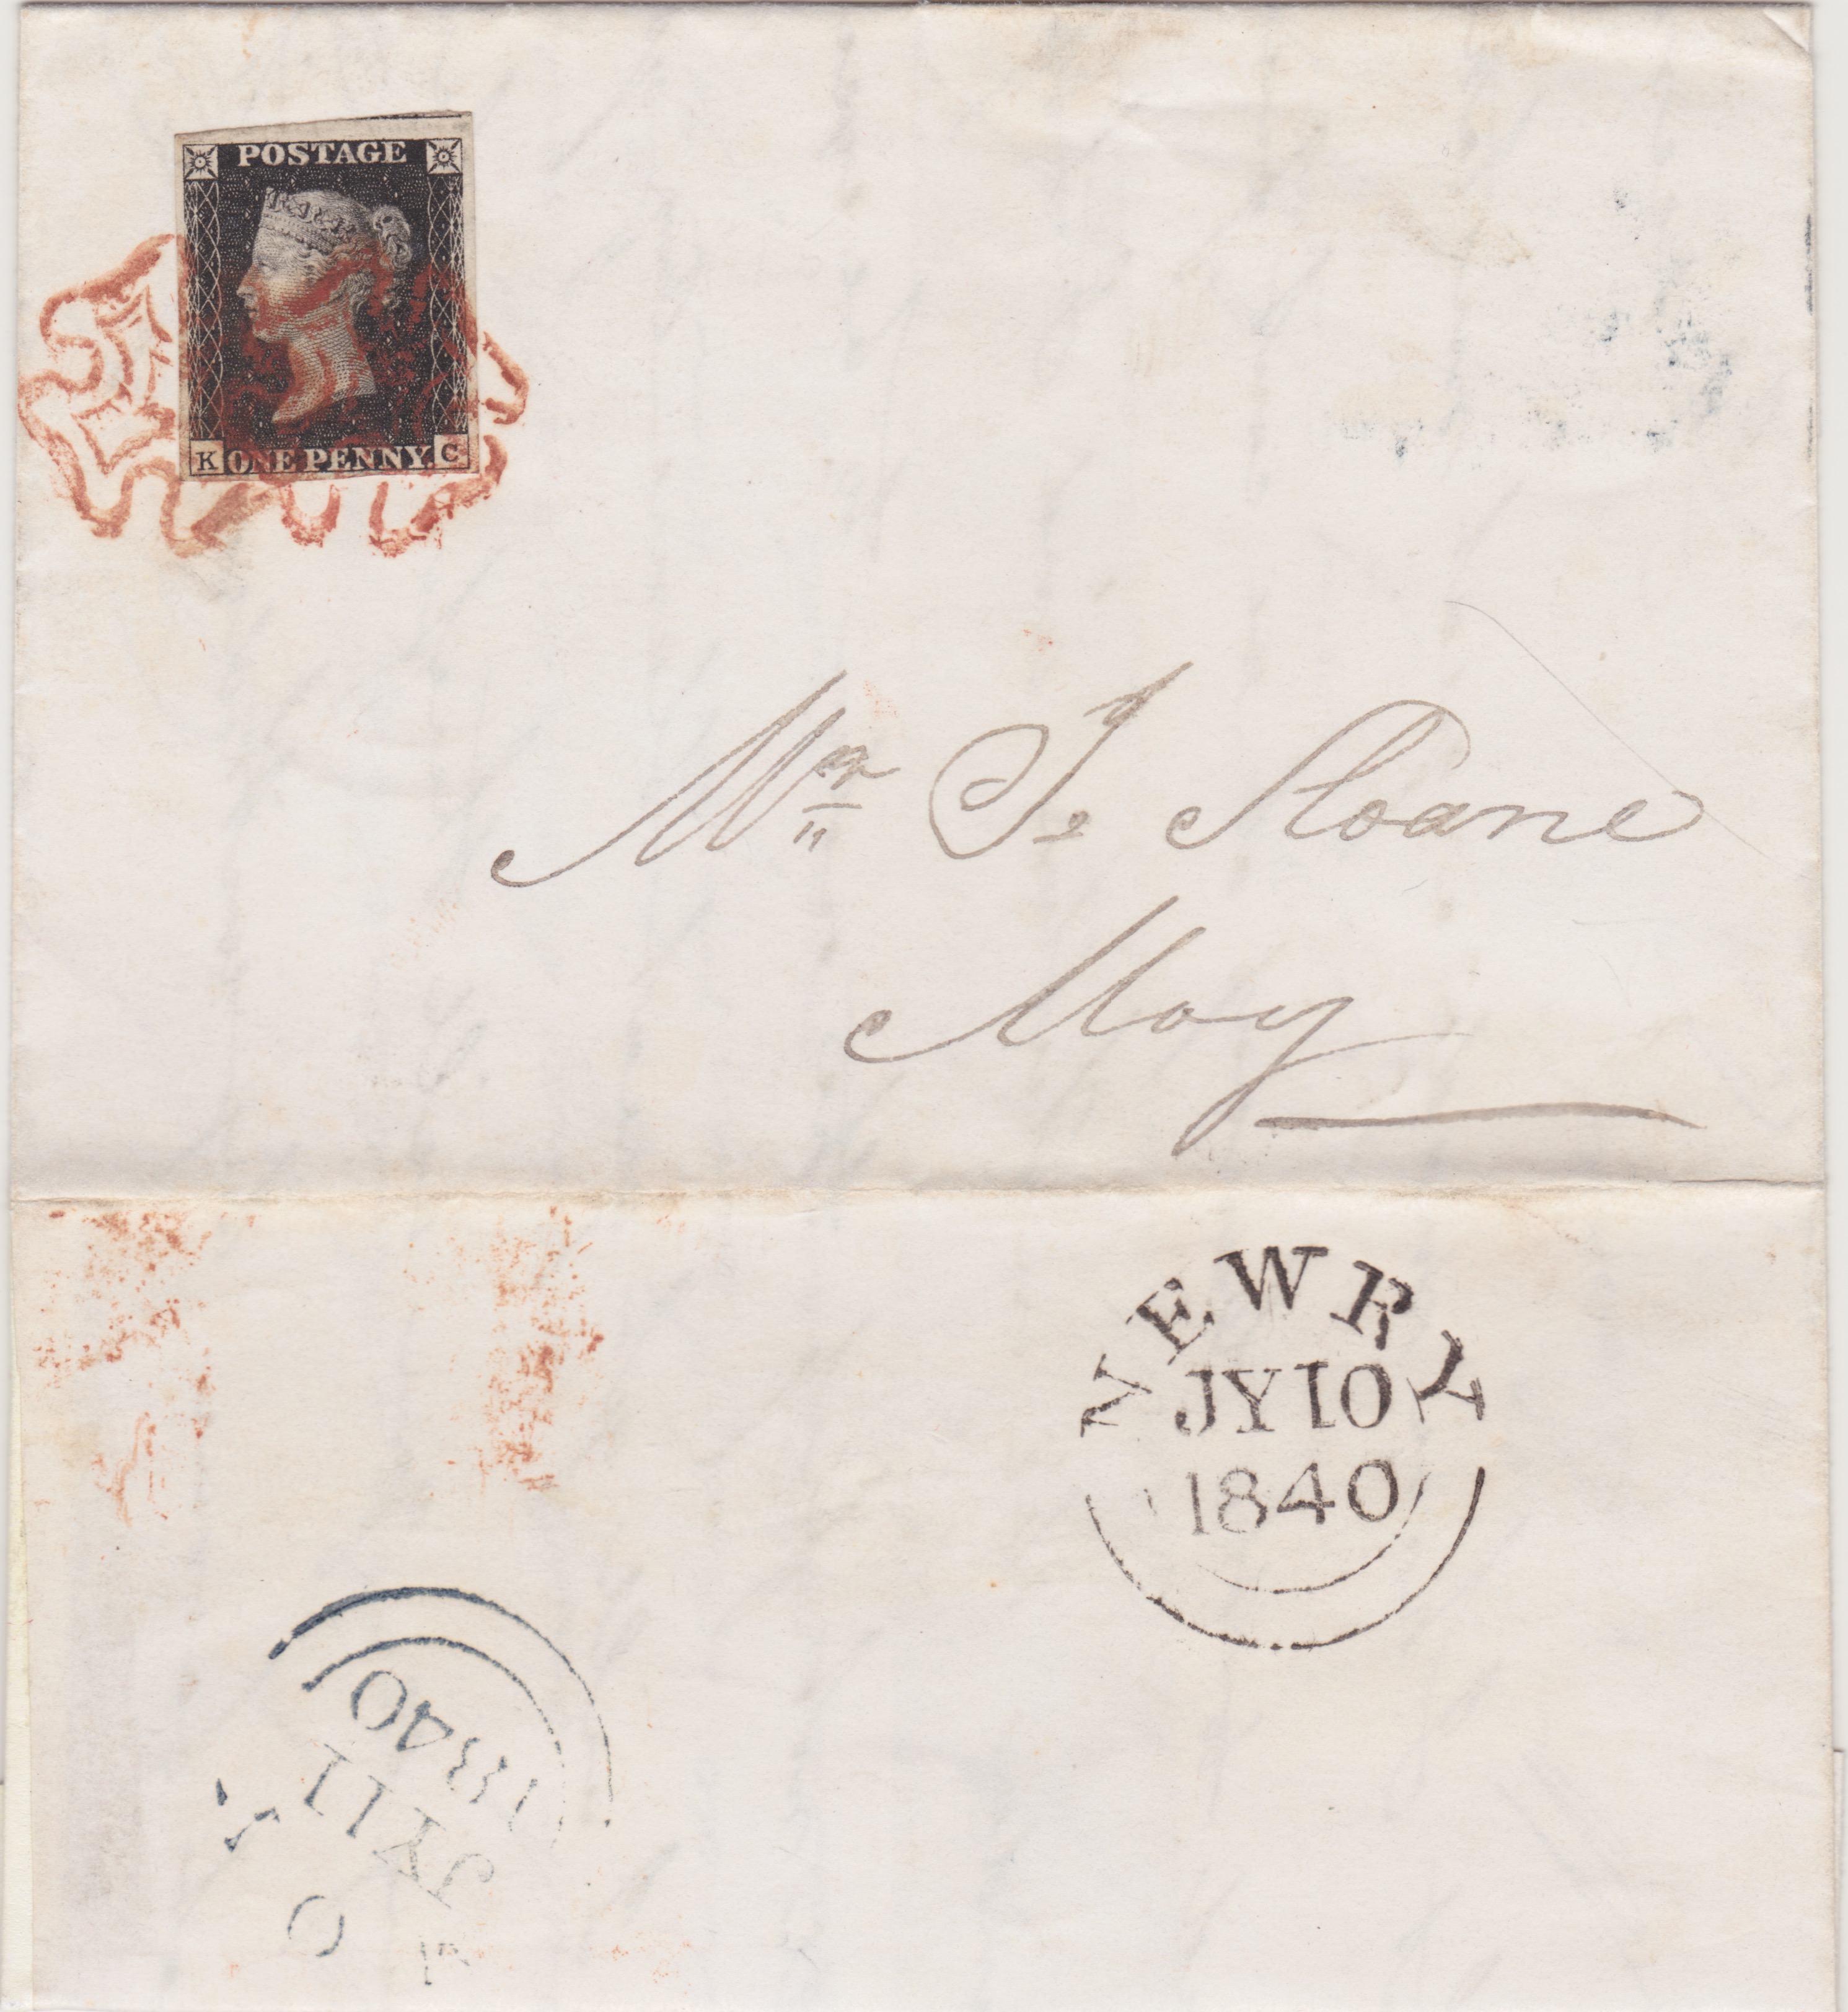 POSTAGE
K ONE PENNY C
Mr J. Sloane
Moy
NEWRY
JY 10
1840
1840
JY 11